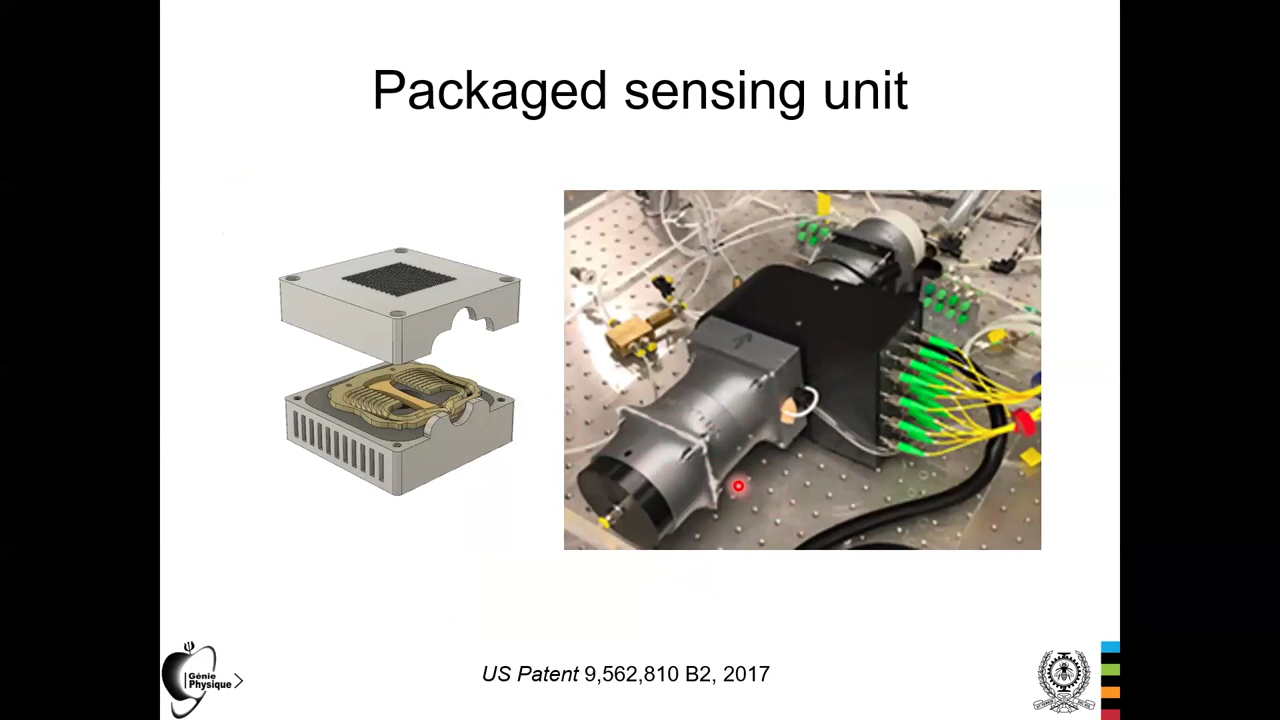 Packaged sensing unit
Génie
Physique
US Patent 9,562,810 B2, 2017